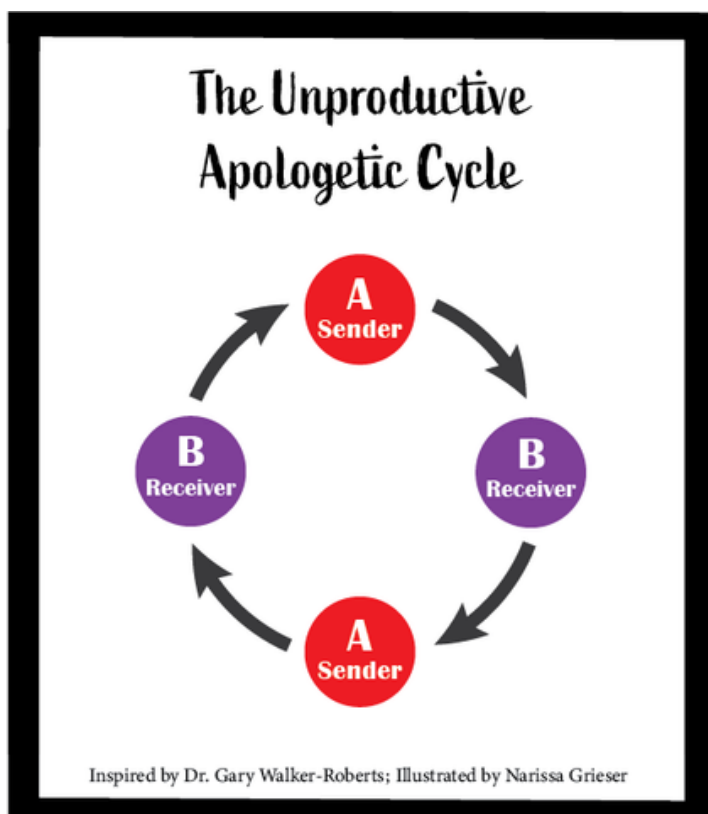 The Unproductive
Apologetic Cycle
A
Sender
B
Receiver
B
Receiver
A
Sender
Inspired by Dr. Gary Walker-Roberts; Illustrated by Narissa Grieser